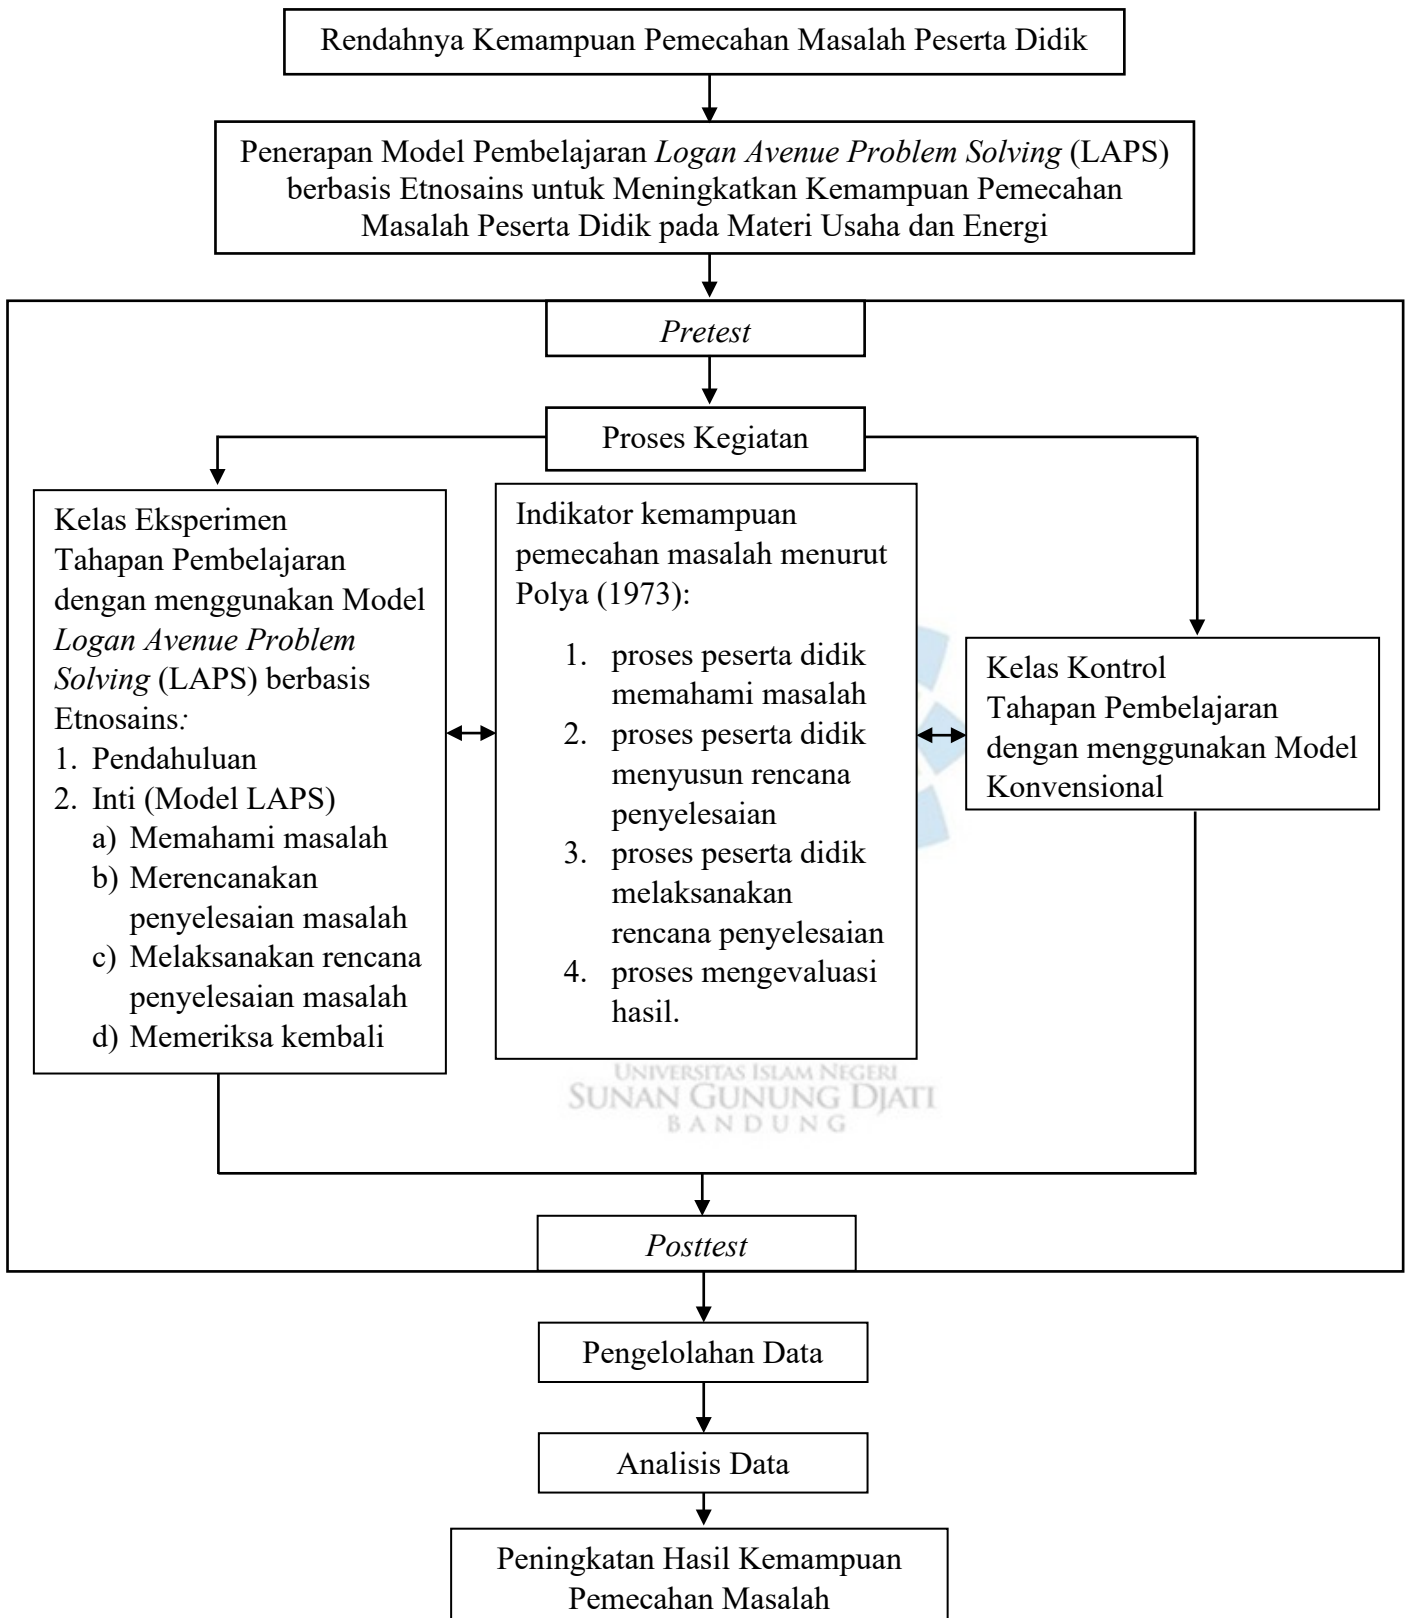 Rendahnya Kemampuan Pemecahan Masalah Peserta Didik
Penerapan Model Pembelajaran Logan Avenue Problem Solving (LAPS)
berbasis Etnosains untuk Meningkatkan Kemampuan Pemecahan
Masalah Peserta Didik pada Materi Usaha dan Energi
Pretest
Proses Kegiatan
Kelas Eksperimen
Tahapan Pembelajaran
dengan menggunakan Model
Logan Avenue Problem
Solving (LAPS) berbasis
Etnosains:
1. Pendahuluan
2. Inti (Model LAPS)
a) Memahami masalah
b) Merencanakan
penyelesaian masalah
c) Melaksanakan rencana
penyelesaian masalah
d) Memeriksa kembali
Indikator kemampuan
pemecahan masalah menurut
Polya (1973):
1. proses peserta didik
memahami masalah
2. proses peserta didik
menyusun rencana
penyelesaian
3. proses peserta didik
melaksanakan
rencana penyelesaian
4. proses mengevaluasi
hasil.
Kelas Kontrol
Tahapan Pembelajaran
dengan menggunakan Model
Konvensional
UNIVERSITAS ISLAM NEGERI
SUNAN GUNUNG DJATI
BANDUNG
Posttest
Pengelolahan Data
Analisis Data
Peningkatan Hasil Kemampuan
Pemecahan Masalah